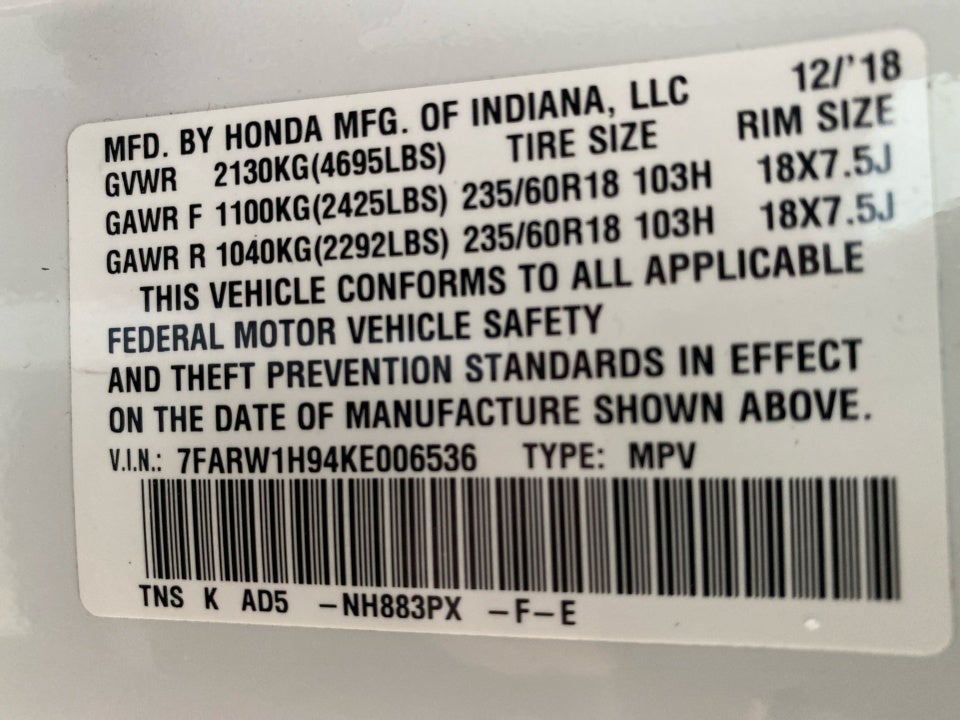 MFD. BY HONDA MFG. OF INDIANA, LLC 12/'18
GVWR 2130KG(4695LBS) TIRE SIZE RIM SIZE
GAWR F 1100KG(2425LBS) 235/60R18 103H 18X7.5J
GAWR R 1040KG(2292LBS) 235/60R18 103H 18X7.5J
THIS VEHICLE CONFORMS TO ALL APPLICABLE
FEDERAL MOTOR VEHICLE SAFETY
AND THEFT PREVENTION STANDARDS IN EFFECT
ON THE DATE OF MANUFACTURE SHOWN ABOVE.
V.I.N.: 7FARW1H94KE006536 TYPE: MPV
TNS K AD5 -NH883PX -F-E